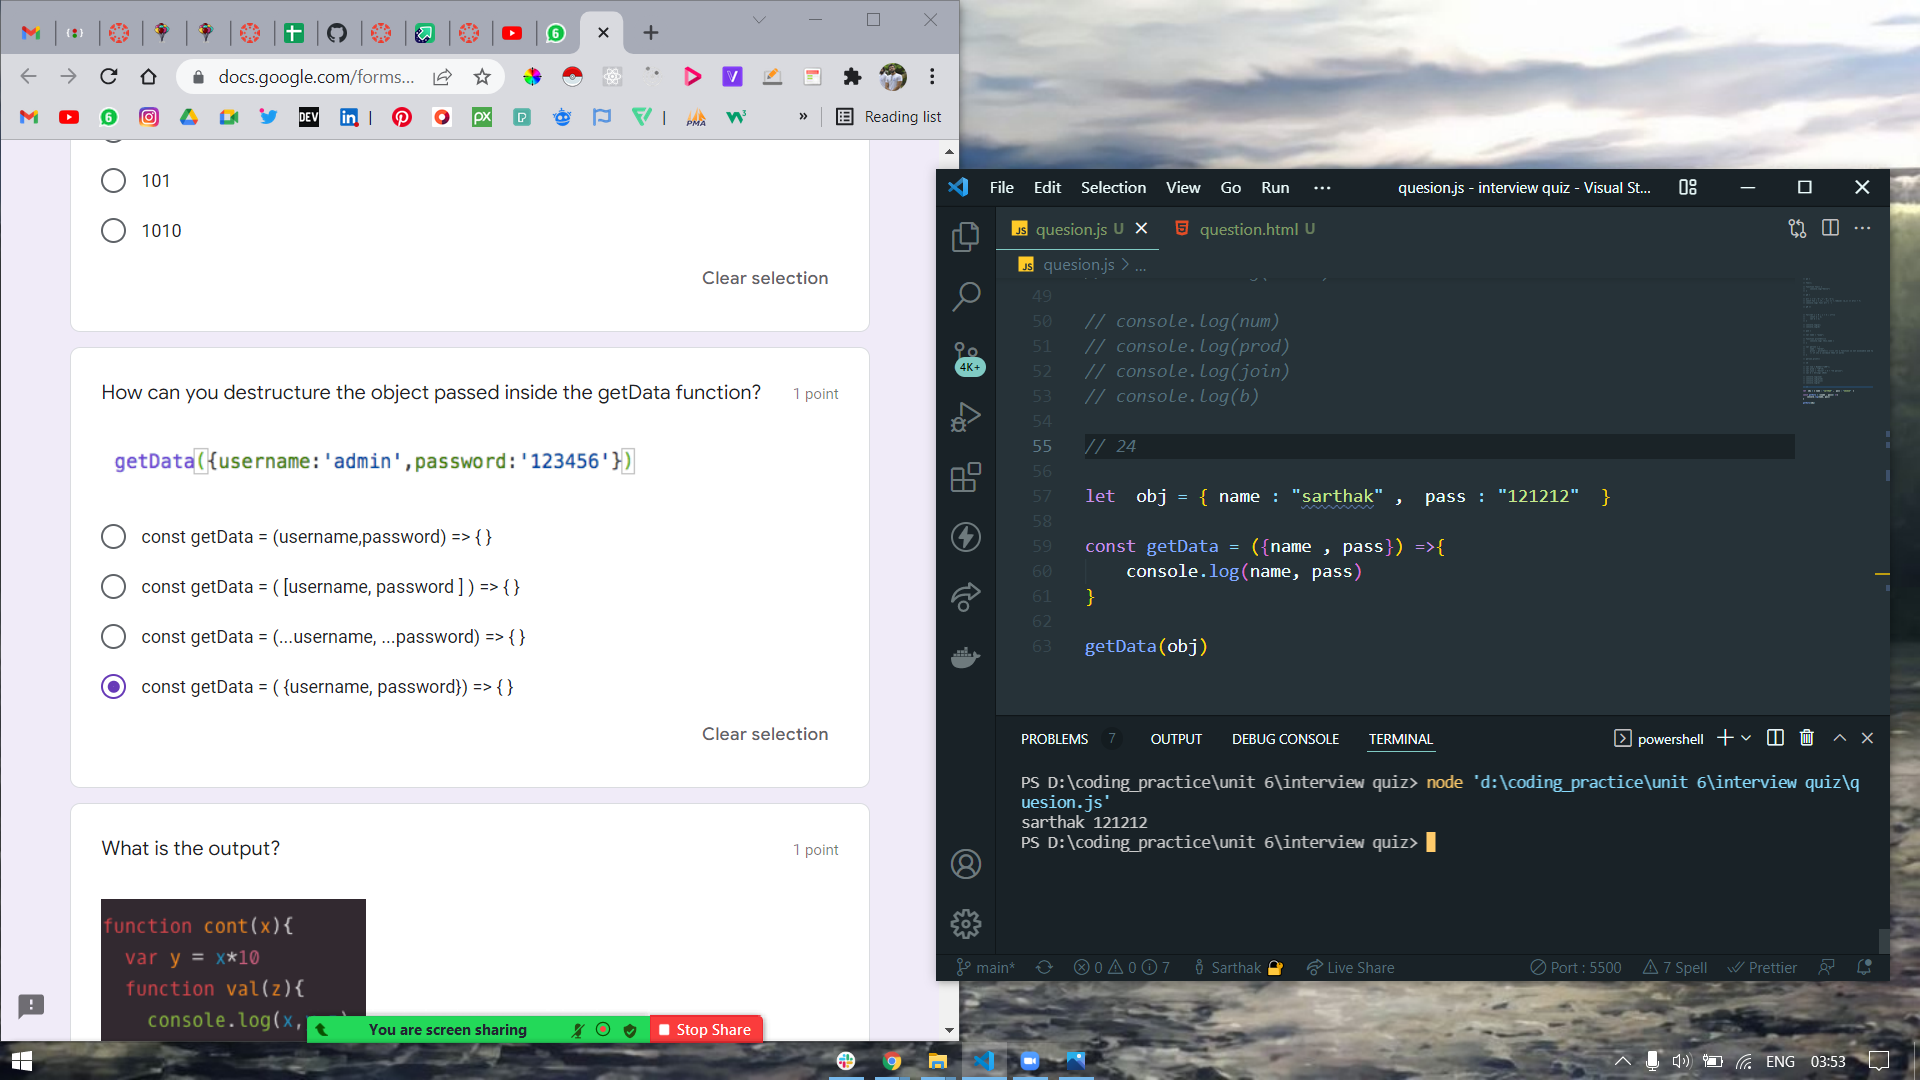 docs.google.com/forms...
DEV
PMA
»
Reading list
101
1010
Clear selection
How can you destructure the object passed inside the getData function?
1 point
getData({username:'admin',password:'123456'})
const getData = (username,password) => { }
const getData = ( [username, password ] ) => { }
const getData = (...username, ...password) => { }
const getData = ( {username, password}) => { }
Clear selection
What is the output?
1 point
function cont(x){
var y = x*10
function val(z){
console.log(x,
You are screen sharing
Stop Share
File Edit Selection View Go Run ···
quesion.js - interview quiz - Visual St...
quesion.js U
question.html U
quesion.js > ...
4K+
49
50 // console.log(num)
51 // console.log(prod)
52 // console.log(join)
53 // console.log(b)
54
55 // 24
56
57 let obj = { name : "sarthak" , pass : "121212" }
58
59 const getData = ({name , pass}) =>{
60 console.log(name, pass)
61 }
62
63 getData(obj)
PROBLEMS 7 OUTPUT DEBUG CONSOLE TERMINAL
powershell
PS D:\coding_practice\unit 6\interview quiz> node 'd:\coding_practice\unit 6\interview quiz\q
uesion.js'
sarthak 121212
PS D:\coding_practice\unit 6\interview quiz>
main* 0 0 7 Sarthak Live Share Port : 5500 7 Spell Prettier
ENG 03:53